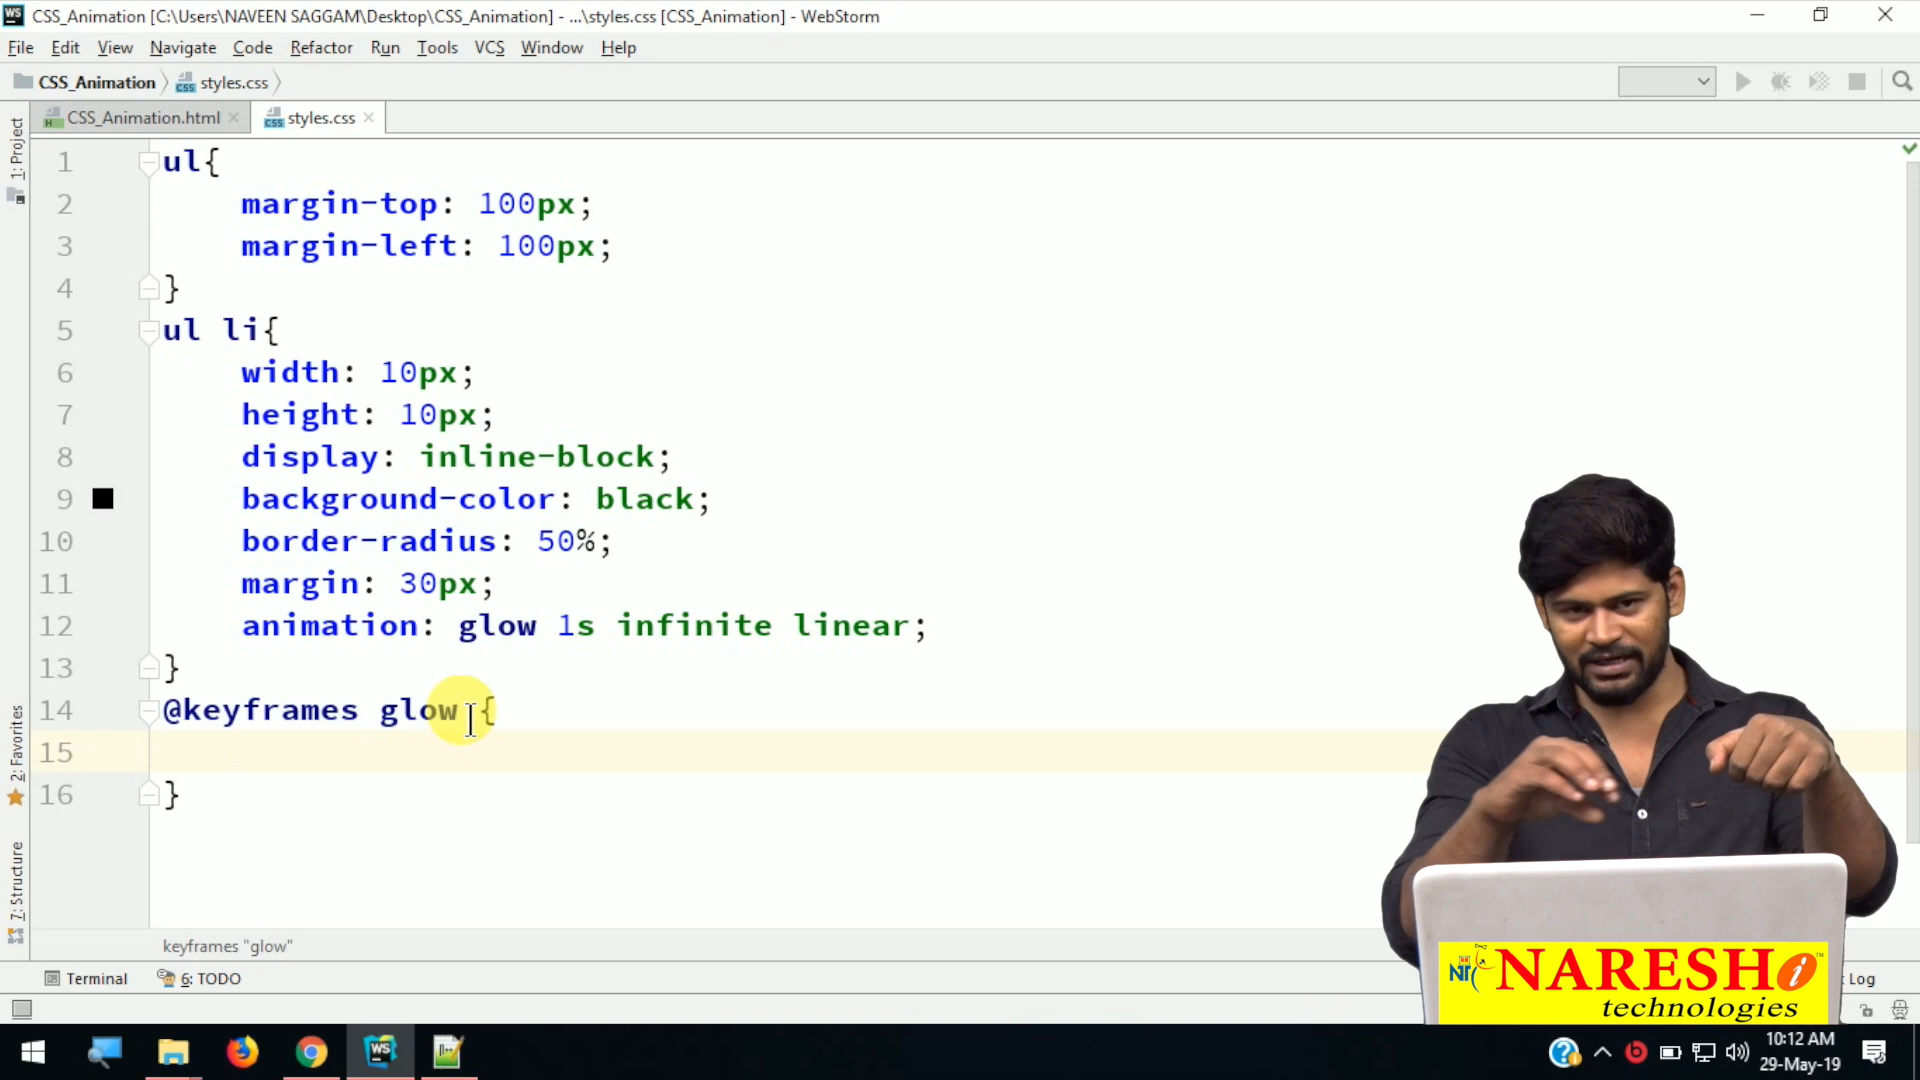 WS CSS_Animation [C:\Users\NAVEEN SAGGAM\Desktop\CSS_Animation] - ...\styles.css [CSS_Animation] - WebStorm
File Edit View Navigate Code Refactor Run Tools VCS Window Help
CSS_Animation styles.css
CSS_Animation.html styles.css
1: Project
2: Favorites
7: Structure
1 ul{
2 margin-top: 100px;
3 margin-left: 100px;
4 }
5 ul li{
6 width: 10px;
7 height: 10px;
8 display: inline-block;
9 background-color: black;
10 border-radius: 50%;
11 margin: 30px;
12 animation: glow 1s infinite linear;
13 }
14 @keyframes glow {
15
16 }
keyframes "glow"
Terminal 6: TODO Log
NARESH i ™
technologies
10:12 AM
29-May-19